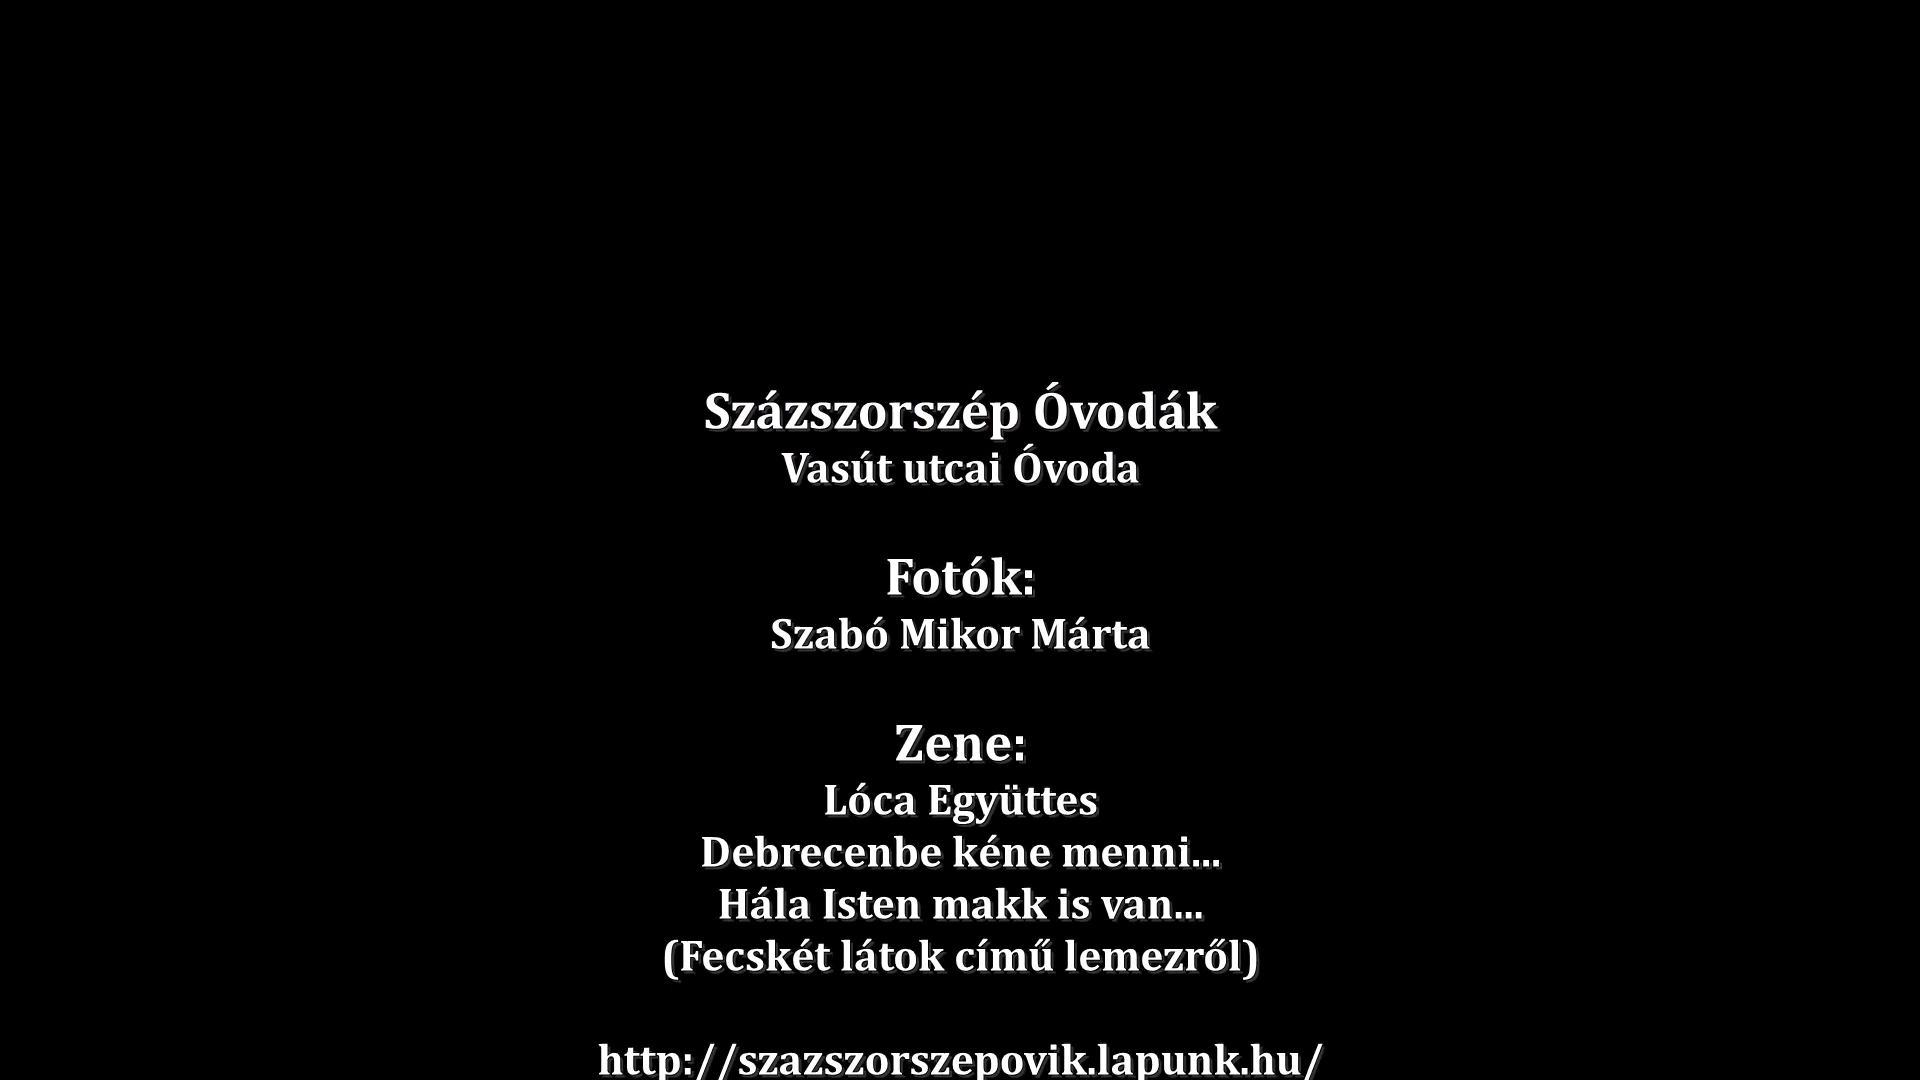 Százszorszép Óvodák
Vasút utcai Óvoda
Fotók:
Szabó Mikor Márta
Zene:
Lóca Együttes
Debrecenbe kéne menni...
Hála Isten makk is van...
(Fecskét látok című lemezről)
http://szazszorszepovik.lapunk.hu/